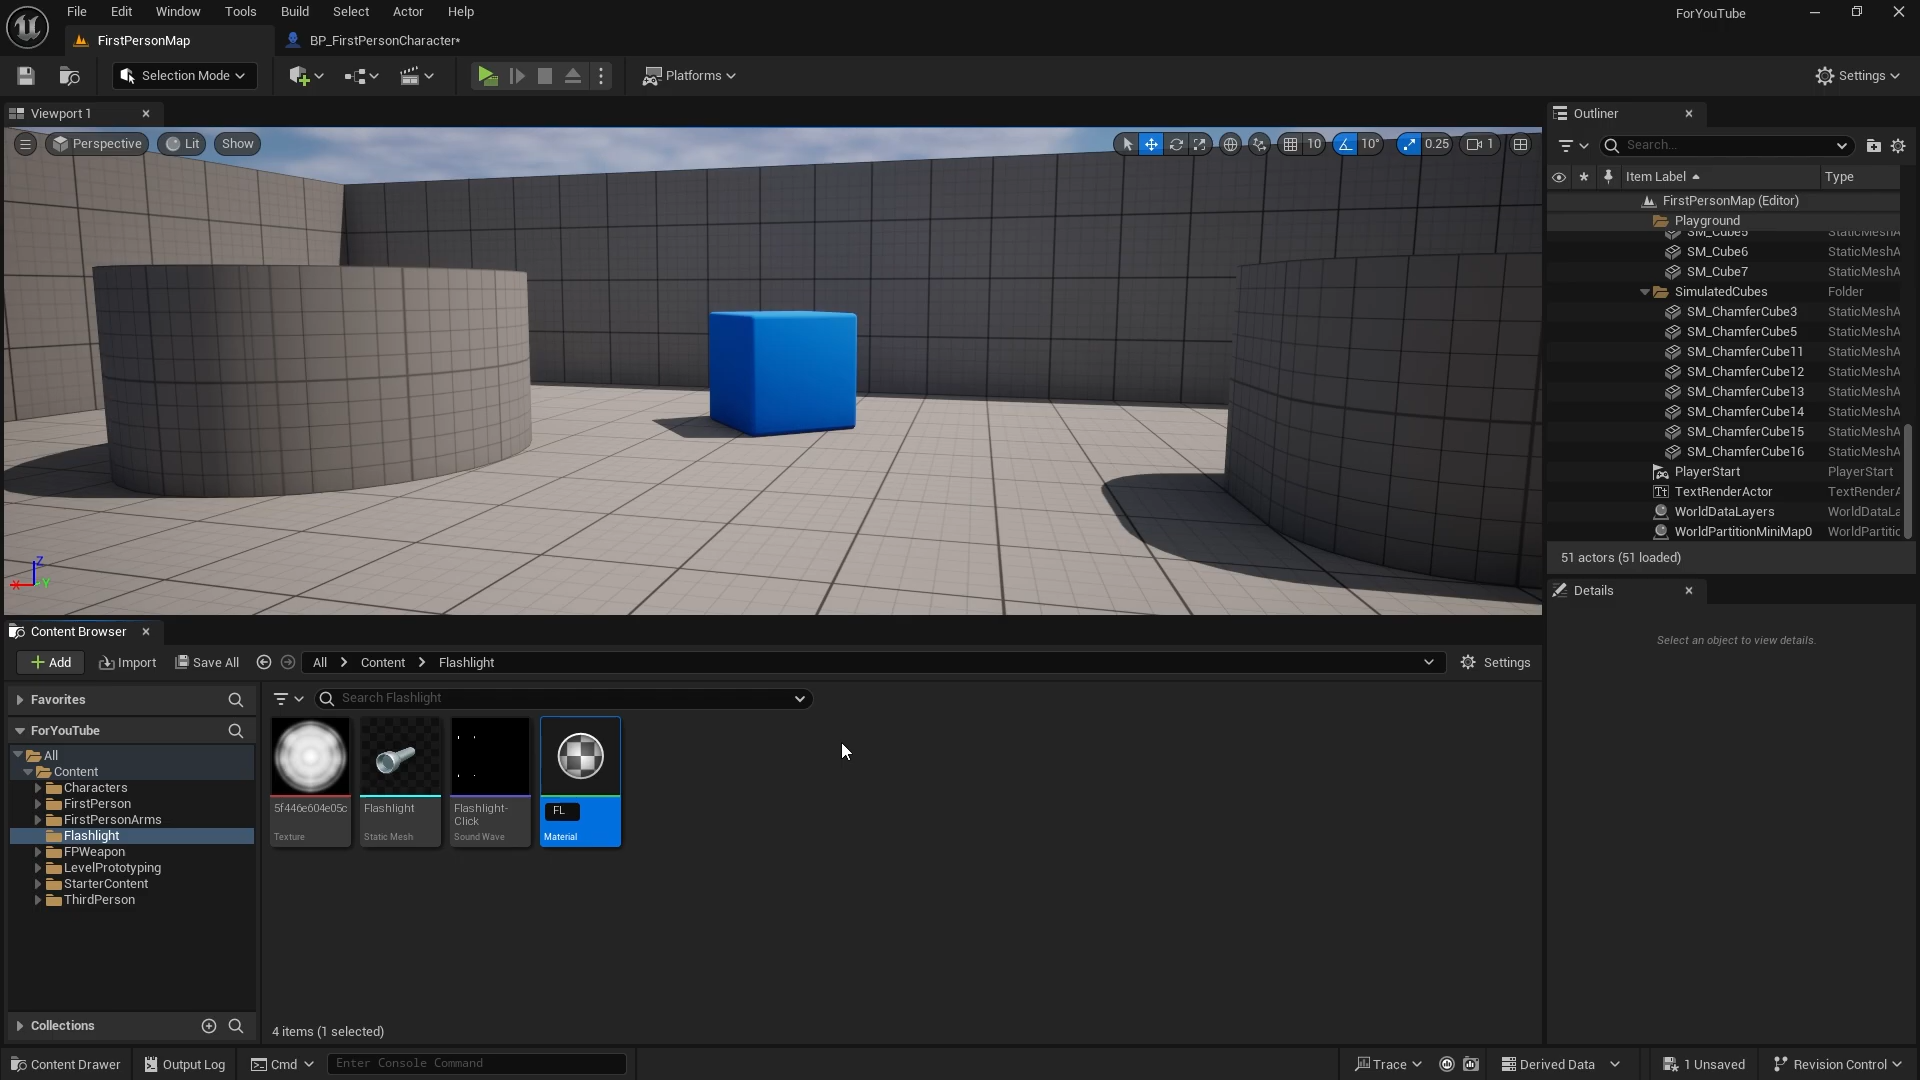 File Edit Window Tools Build Select Actor Help
ForYouTube
FirstPersonMap
BP_FirstPersonCharacter*
Selection Mode
Platforms
Settings
Viewport 1
Perspective
Lit
Show
10
10°
0.25
1
Outliner
Search...
Item Label
Type
FirstPersonMap (Editor)
Playground
SM_Cube5 StaticMeshA
SM_Cube6 StaticMeshA
SM_Cube7 StaticMeshA
SimulatedCubes Folder
SM_ChamferCube3 StaticMeshA
SM_ChamferCube5 StaticMeshA
SM_ChamferCube11 StaticMeshA
SM_ChamferCube12 StaticMeshA
SM_ChamferCube13 StaticMeshA
SM_ChamferCube14 StaticMeshA
SM_ChamferCube15 StaticMeshA
SM_ChamferCube16 StaticMeshA
PlayerStart PlayerStart
TextRenderActor TextRenderA
WorldDataLayers WorldDataLa
WorldPartitionMiniMap0 WorldPartitic
51 actors (51 loaded)
Details
Select an object to view details.
Z
X
Y
Content Browser
Add
Import
Save All
All
Content
Flashlight
Settings
Favorites
ForYouTube
All
Content
Characters
FirstPerson
FirstPersonArms
Flashlight
FPWeapon
LevelPrototyping
StarterContent
ThirdPerson
Collections
Search Flashlight
5f446e604e05c
Texture
Flashlight
Static Mesh
Flashlight-
Click
Sound Wave
FL
Material
4 items (1 selected)
Content Drawer
Output Log
Cmd
Enter Console Command
Trace
Derived Data
1 Unsaved
Revision Control